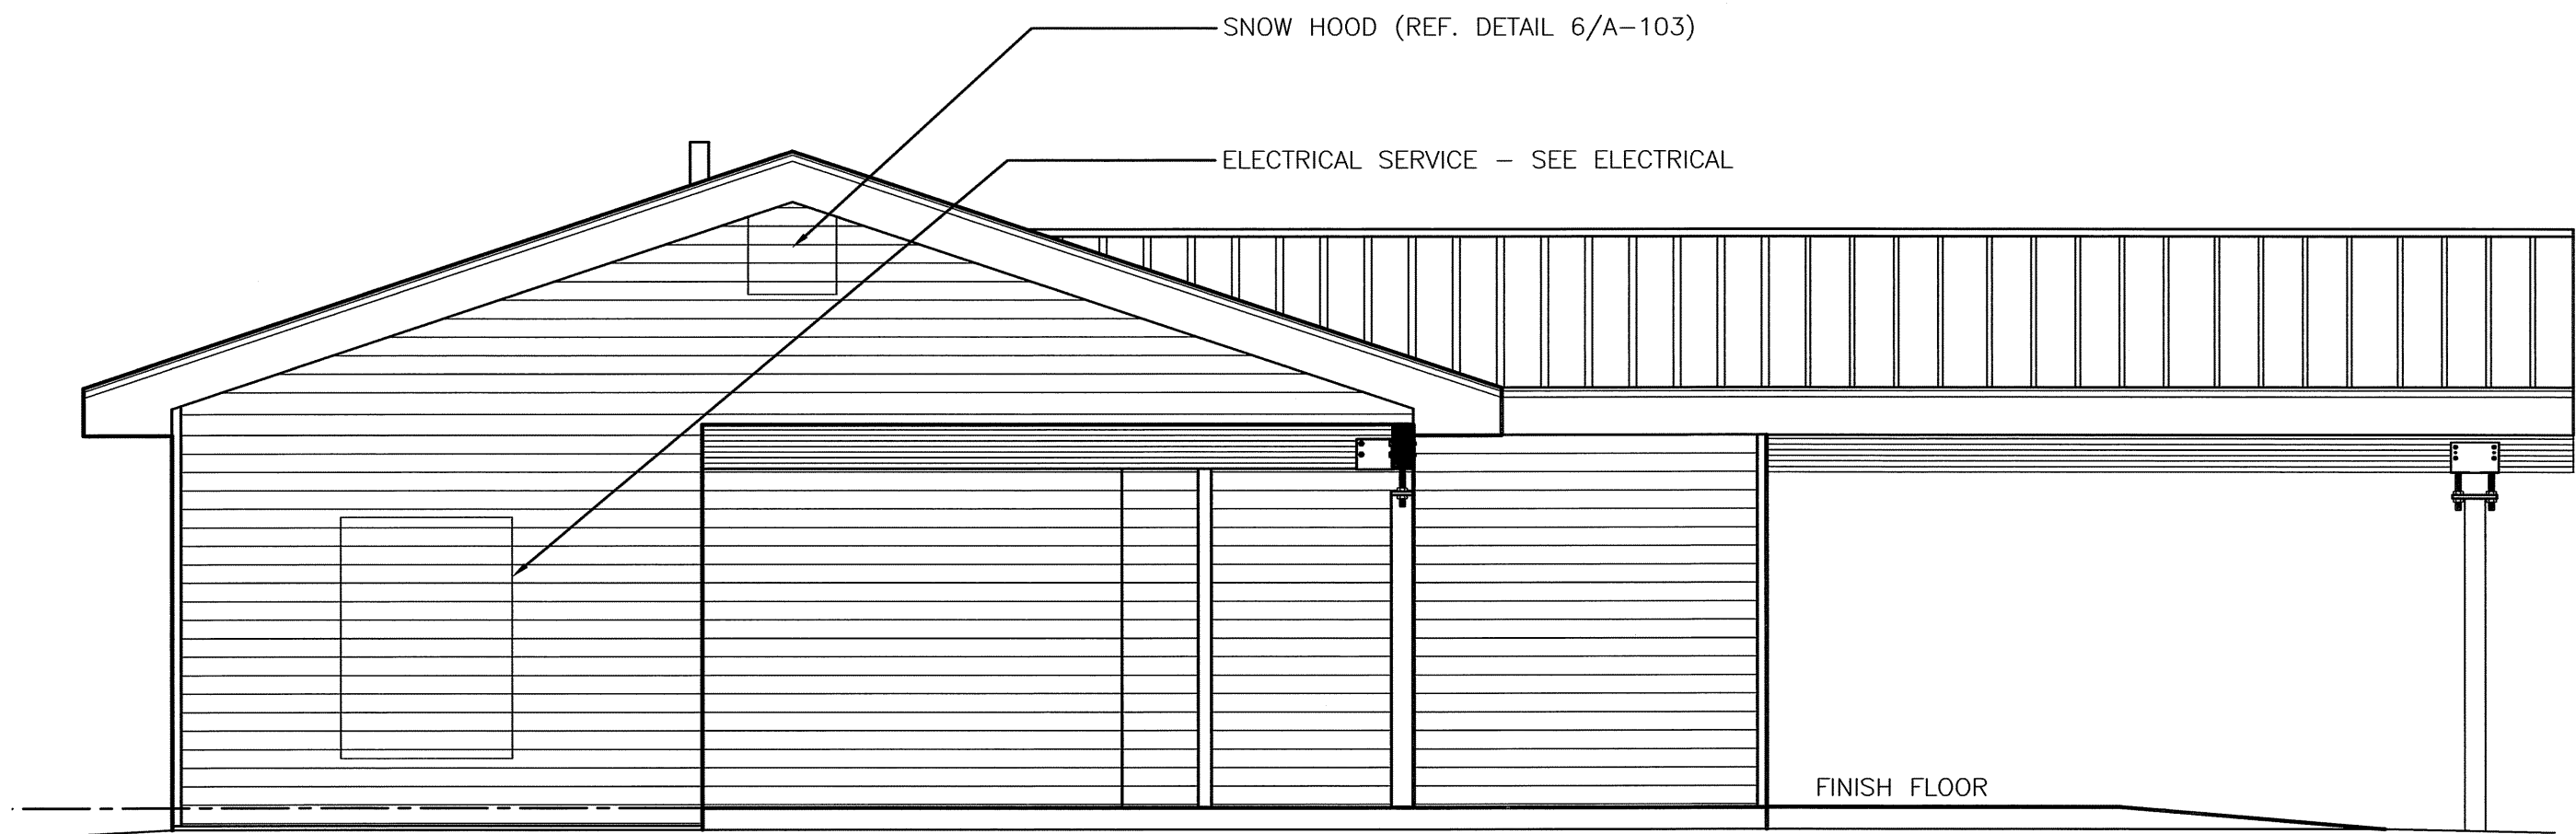 SNOW HOOD (REF. DETAIL 6/A-103)
ELECTRICAL SERVICE - SEE ELECTRICAL
FINISH FLOOR